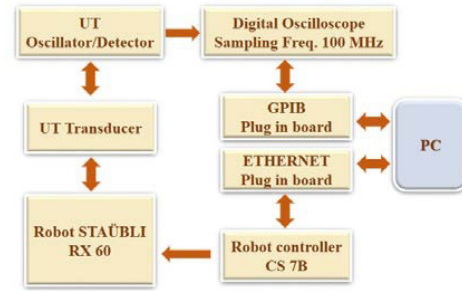 UT
Oscillator/Detector
Digital Oscilloscope
Sampling Freq. 100 MHz
UT Transducer
GPIB
Plug in board
ETHERNET
Plug in board
PC
Robot STAÜBLI
RX 60
Robot controller
CS 7B